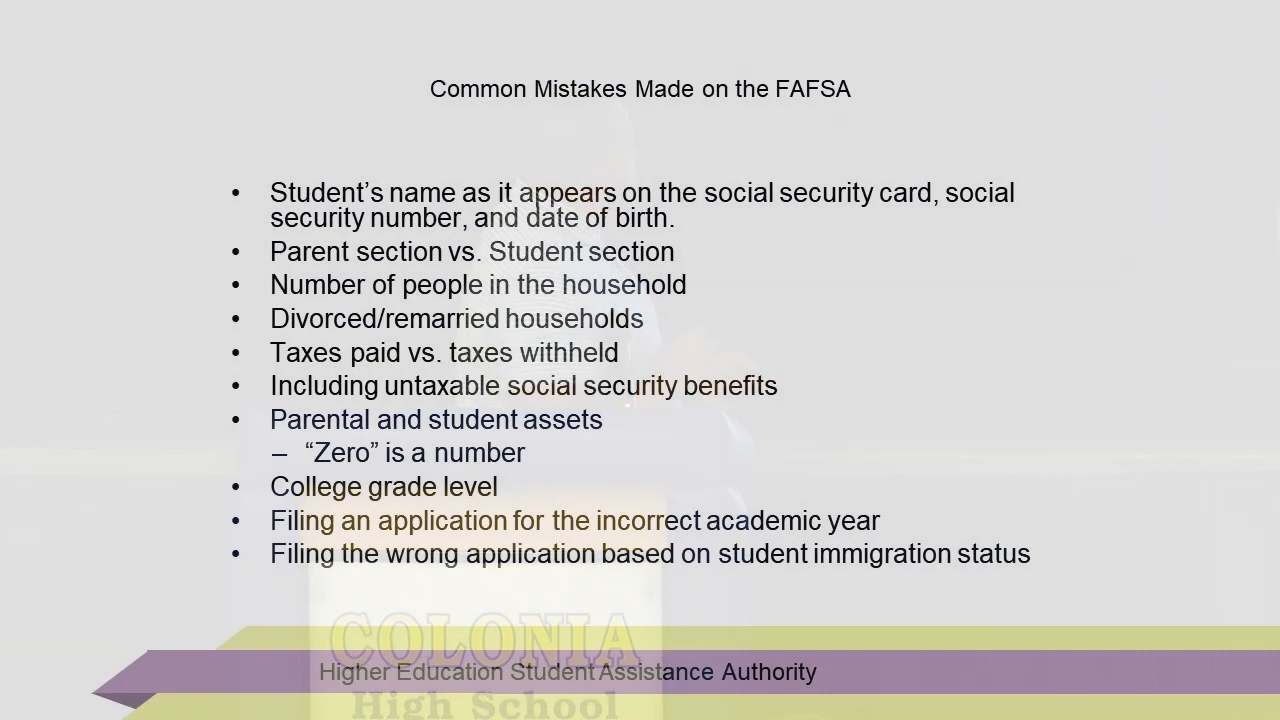 Common Mistakes Made on the FAFSA
• Student’s name as it appears on the social security card, social
security number, and date of birth.
• Parent section vs. Student section
• Number of people in the household
• Divorced/remarried households
• Taxes paid vs. taxes withheld
• Including untaxable social security benefits
• Parental and student assets
– “Zero” is a number
• College grade level
• Filing an application for the incorrect academic year
• Filing the wrong application based on student immigration status
COLONIA
Higher Education Student Assistance Authority
High School